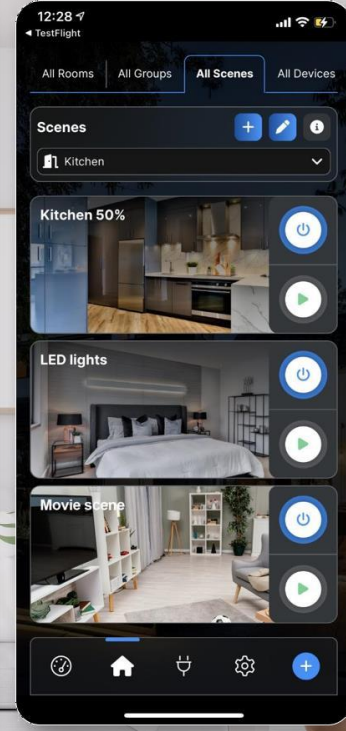 12:28
◀ TestFlight
All Rooms
All Groups
All Scenes
All Devices
Scenes
Kitchen
Kitchen 50%
LED lights
Movie scene